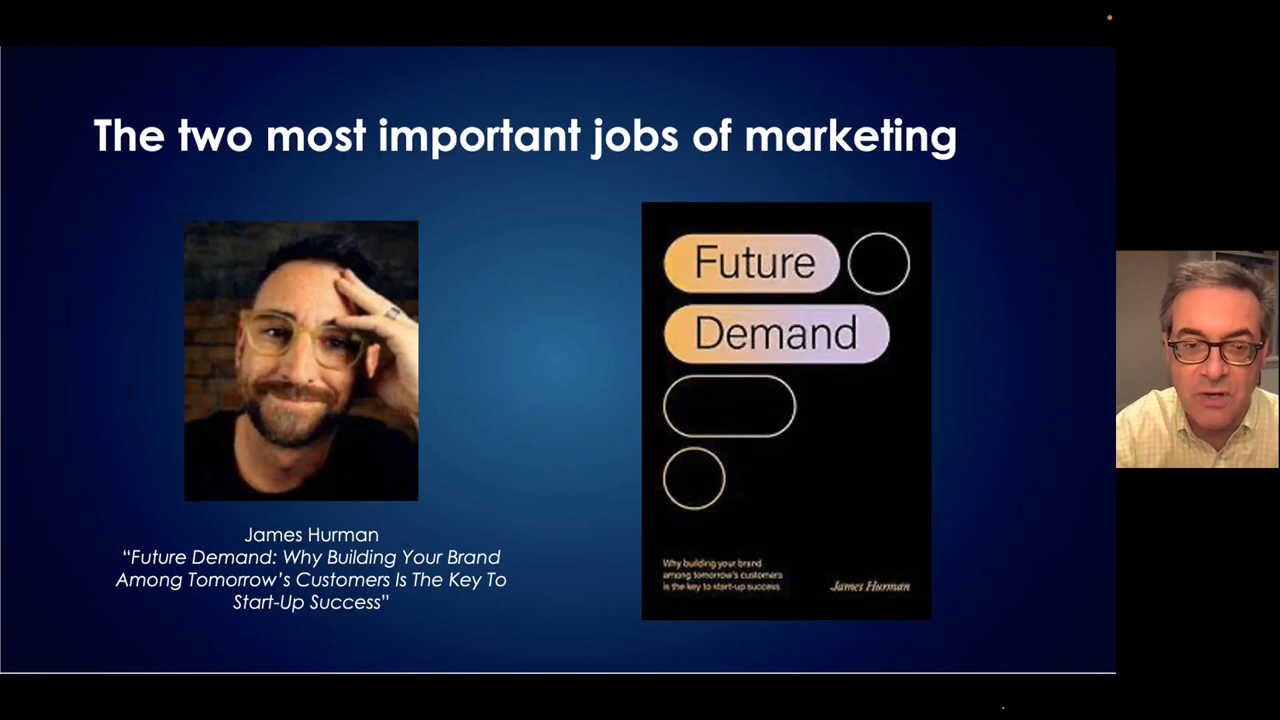 The two most important jobs of marketing
Future
Demand
Why building your brand
among tomorrow's customers
is the key to start-up success
James Hurman
James Hurman
“Future Demand: Why Building Your Brand
Among Tomorrow’s Customers Is The Key To
Start-Up Success”